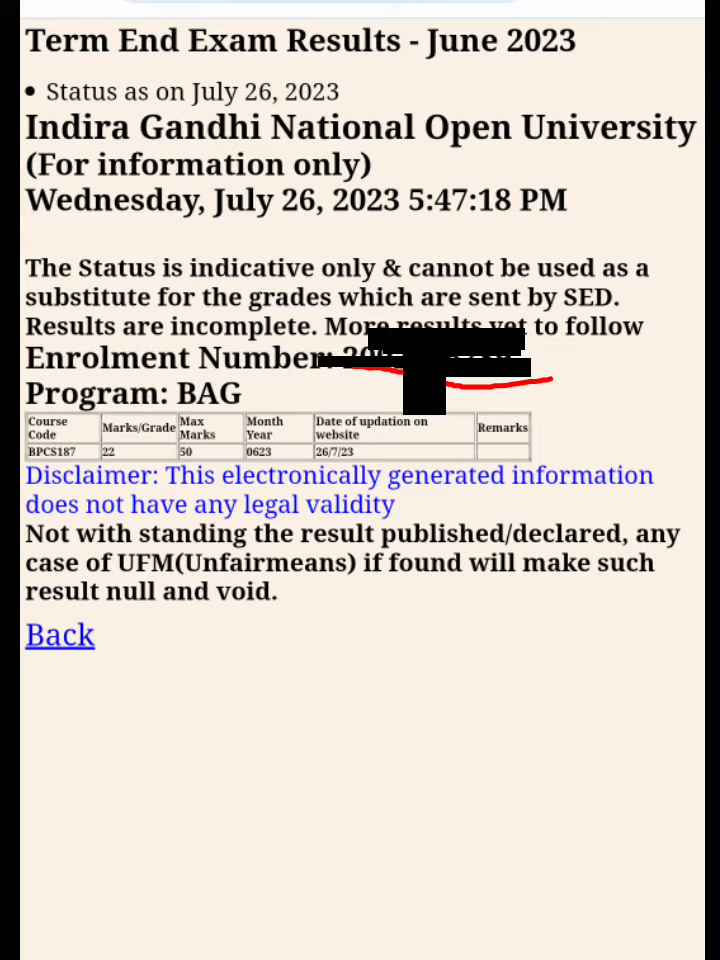 Term End Exam Results - June 2023
• Status as on July 26, 2023
Indira Gandhi National Open University
(For information only)
Wednesday, July 26, 2023 5:47:18 PM
The Status is indicative only & cannot be used as a
substitute for the grades which are sent by SED.
Results are incomplete. More results yet to follow
Enrolment Number:
Program: BAG
Course Code Marks/Grade Max Marks Month Year Date of updation on website Remarks
BPCS187 22 50 0623 26/7/23
Disclaimer: This electronically generated information
does not have any legal validity
Not with standing the result published/declared, any
case of UFM(Unfairmeans) if found will make such
result null and void.
Back